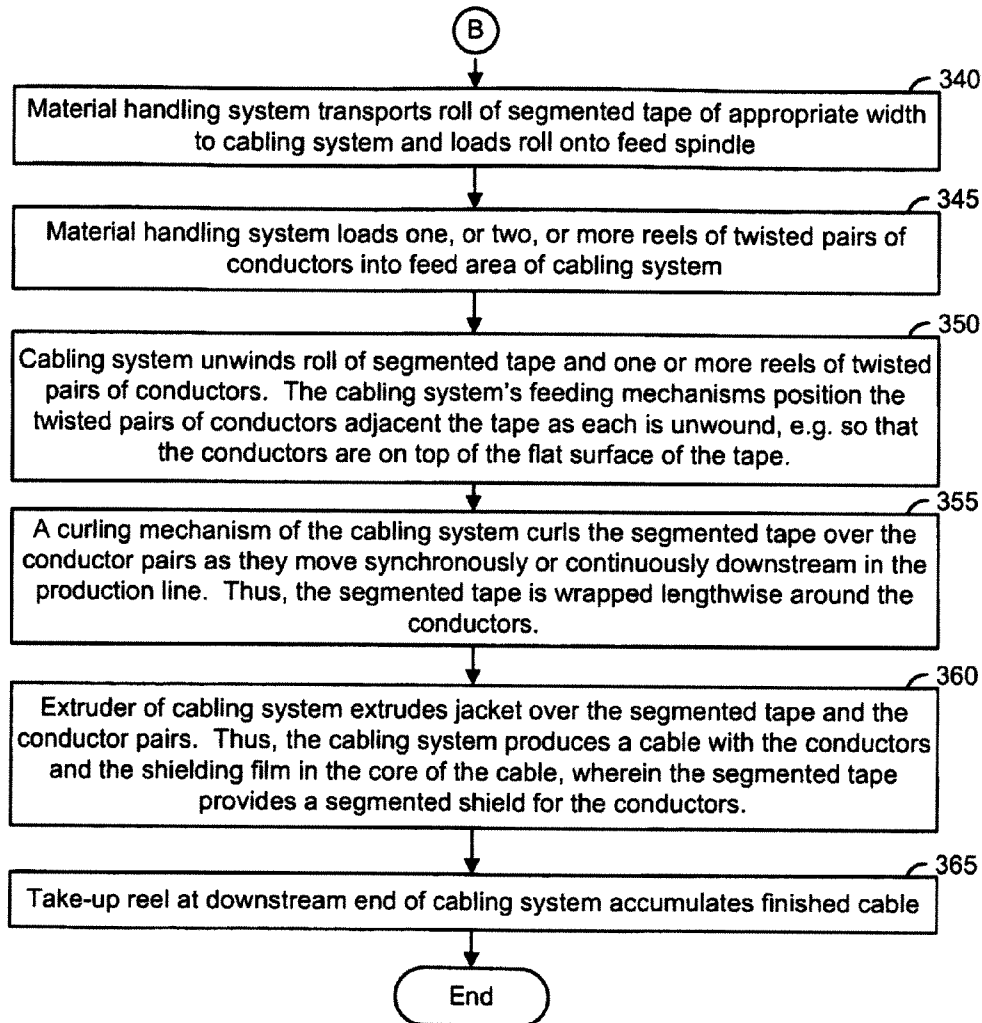 B
340
Material handling system transports roll of segmented tape of appropriate width
to cabling system and loads roll onto feed spindle
345
Material handling system loads one, or two, or more reels of twisted pairs of
conductors into feed area of cabling system
350
Cabling system unwinds roll of segmented tape and one or more reels of twisted
pairs of conductors. The cabling system's feeding mechanisms position the
twisted pairs of conductors adjacent the tape as each is unwound, e.g. so that
the conductors are on top of the flat surface of the tape.
355
A curling mechanism of the cabling system curls the segmented tape over the
conductor pairs as they move synchronously or continuously downstream in the
production line. Thus, the segmented tape is wrapped lengthwise around the
conductors.
360
Extruder of cabling system extrudes jacket over the segmented tape and the
conductor pairs. Thus, the cabling system produces a cable with the conductors
and the shielding film in the core of the cable, wherein the segmented tape
provides a segmented shield for the conductors.
365
Take-up reel at downstream end of cabling system accumulates finished cable
End